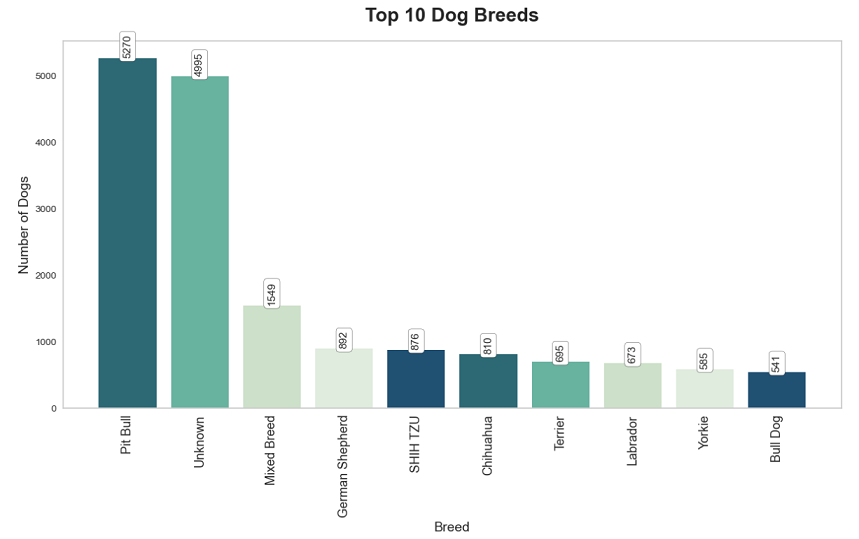 Top 10 Dog Breeds
Number of Dogs
5000
4000
3000
2000
1000
0
5270
4995
1549
892
876
810
695
673
585
541
Pit Bull
Unknown
Mixed Breed
German Shepherd
SHIH TZU
Chihuahua
Terrier
Labrador
Yorkie
Bull Dog
Breed